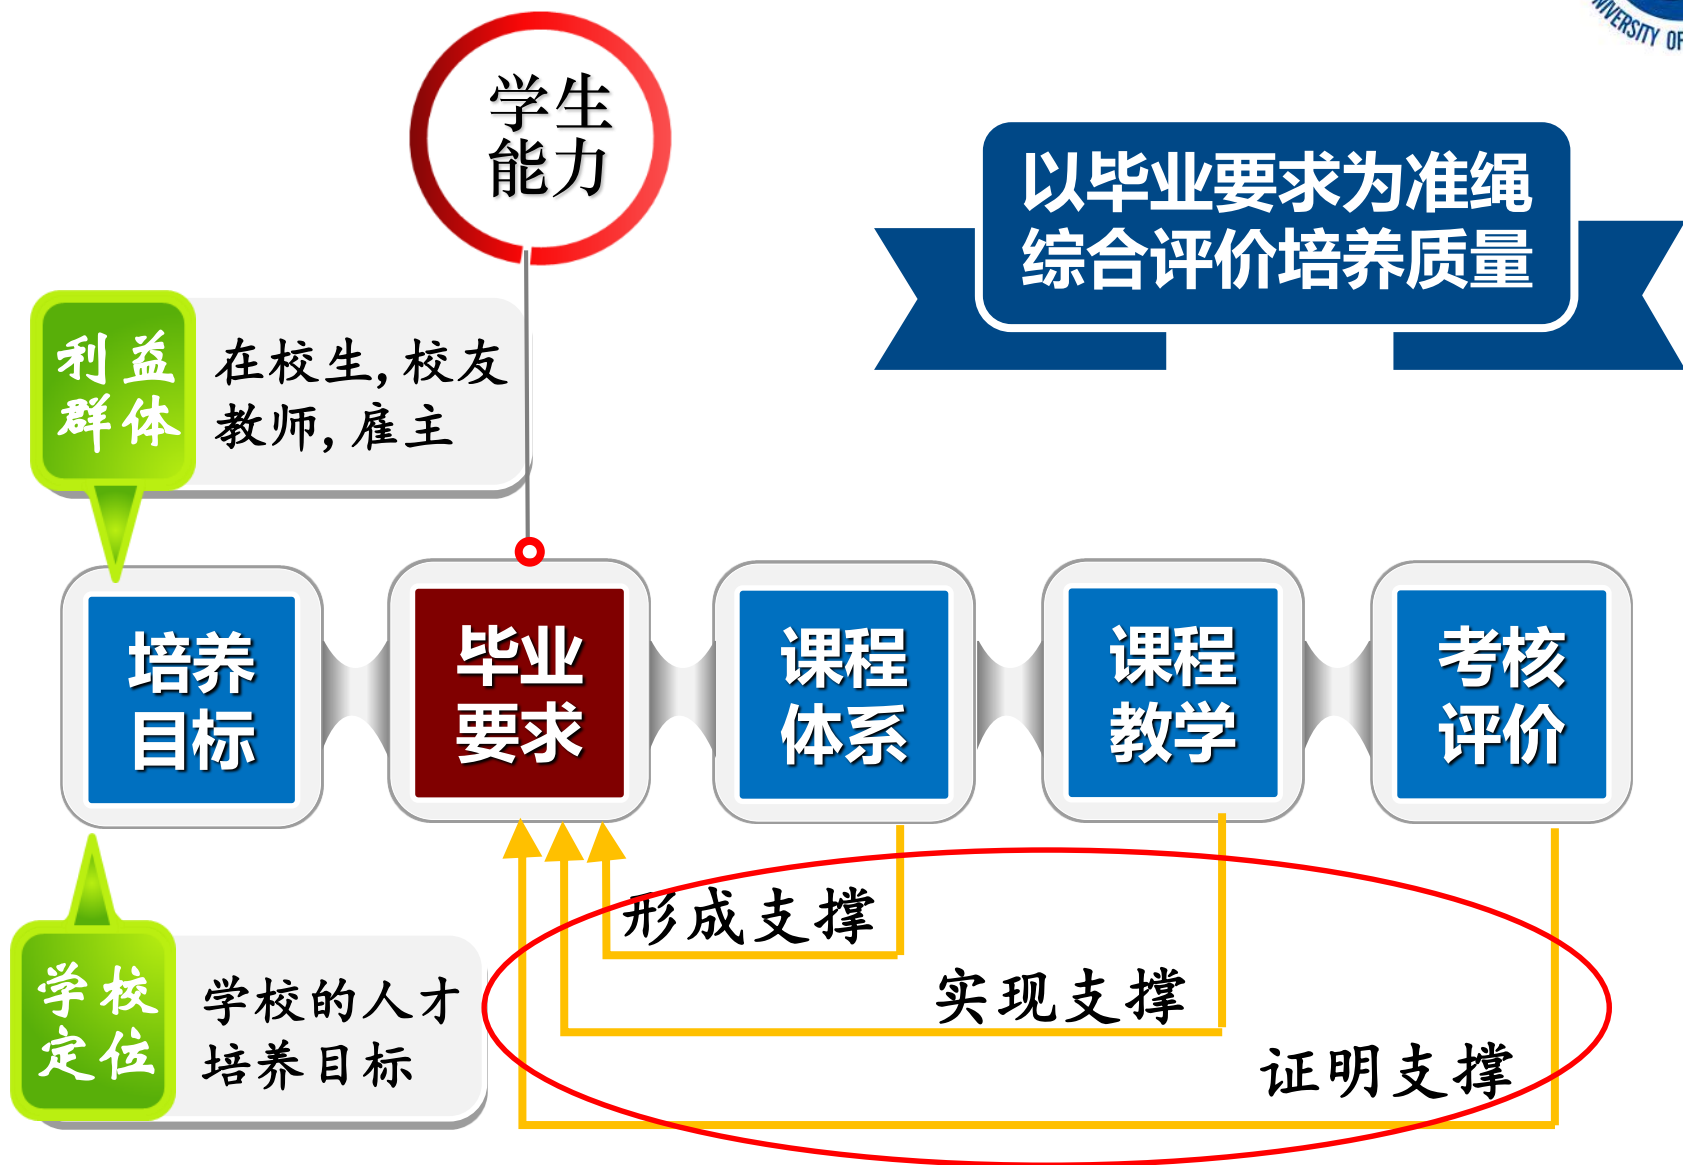 UNIVERSITY OF
学生
能力
以毕业要求为准绳
综合评价培养质量
利益
群体
在校生,校友
教师,雇主
培养
目标
毕业
要求
课程
体系
课程
教学
考核
评价
形成支撑
实现支撑
证明支撑
学校
定位
学校的人才
培养目标